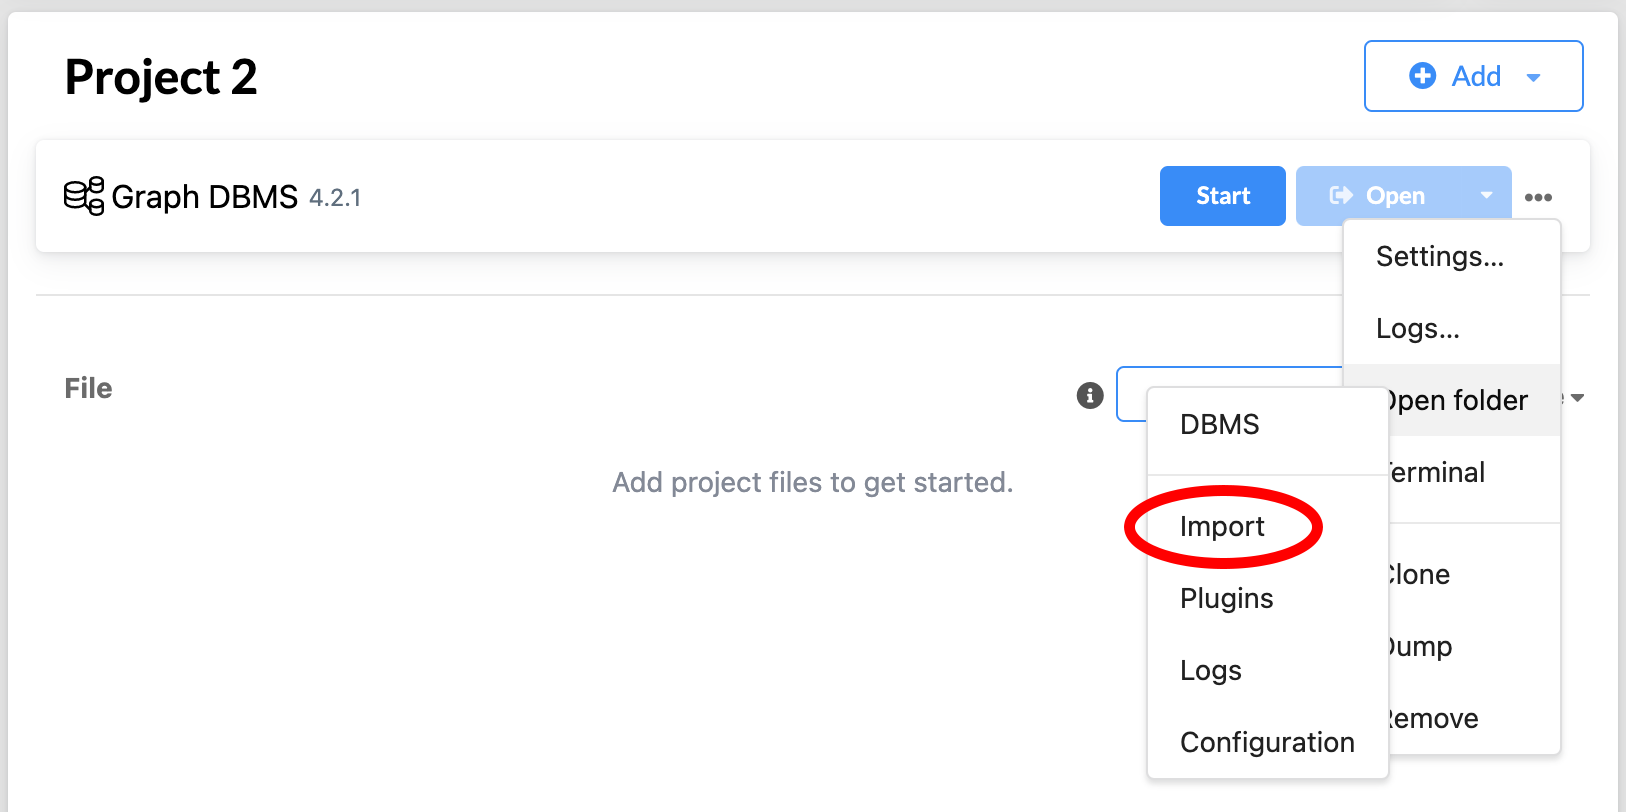 Project 2
Add
Graph DBMS 4.2.1
Start
Open
Settings...
Logs...
File
Open folder
DBMS
Terminal
Add project files to get started.
Import
Clone
Plugins
Dump
Logs
Remove
Configuration